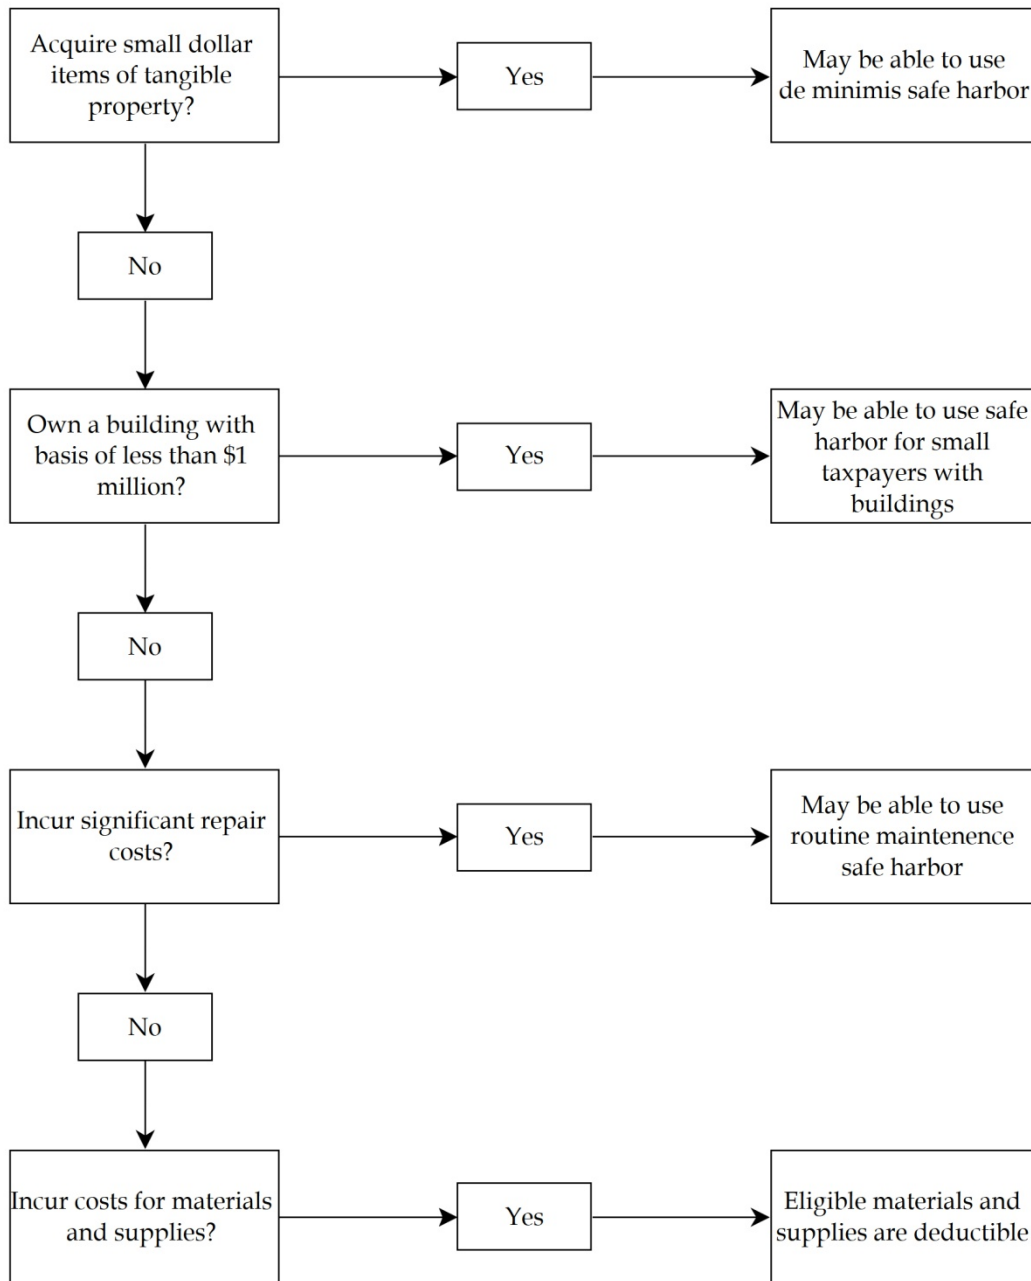 Acquire small dollar
items of tangible
property?
Yes
May be able to use
de minimis safe harbor
No
Own a building with
basis of less than $1
million?
Yes
May be able to use safe
harbor for small
taxpayers with
buildings
No
Incur significant repair
costs?
Yes
May be able to use
routine maintenence
safe harbor
No
Incur costs for materials
and supplies?
Yes
Eligible materials and
supplies are deductible